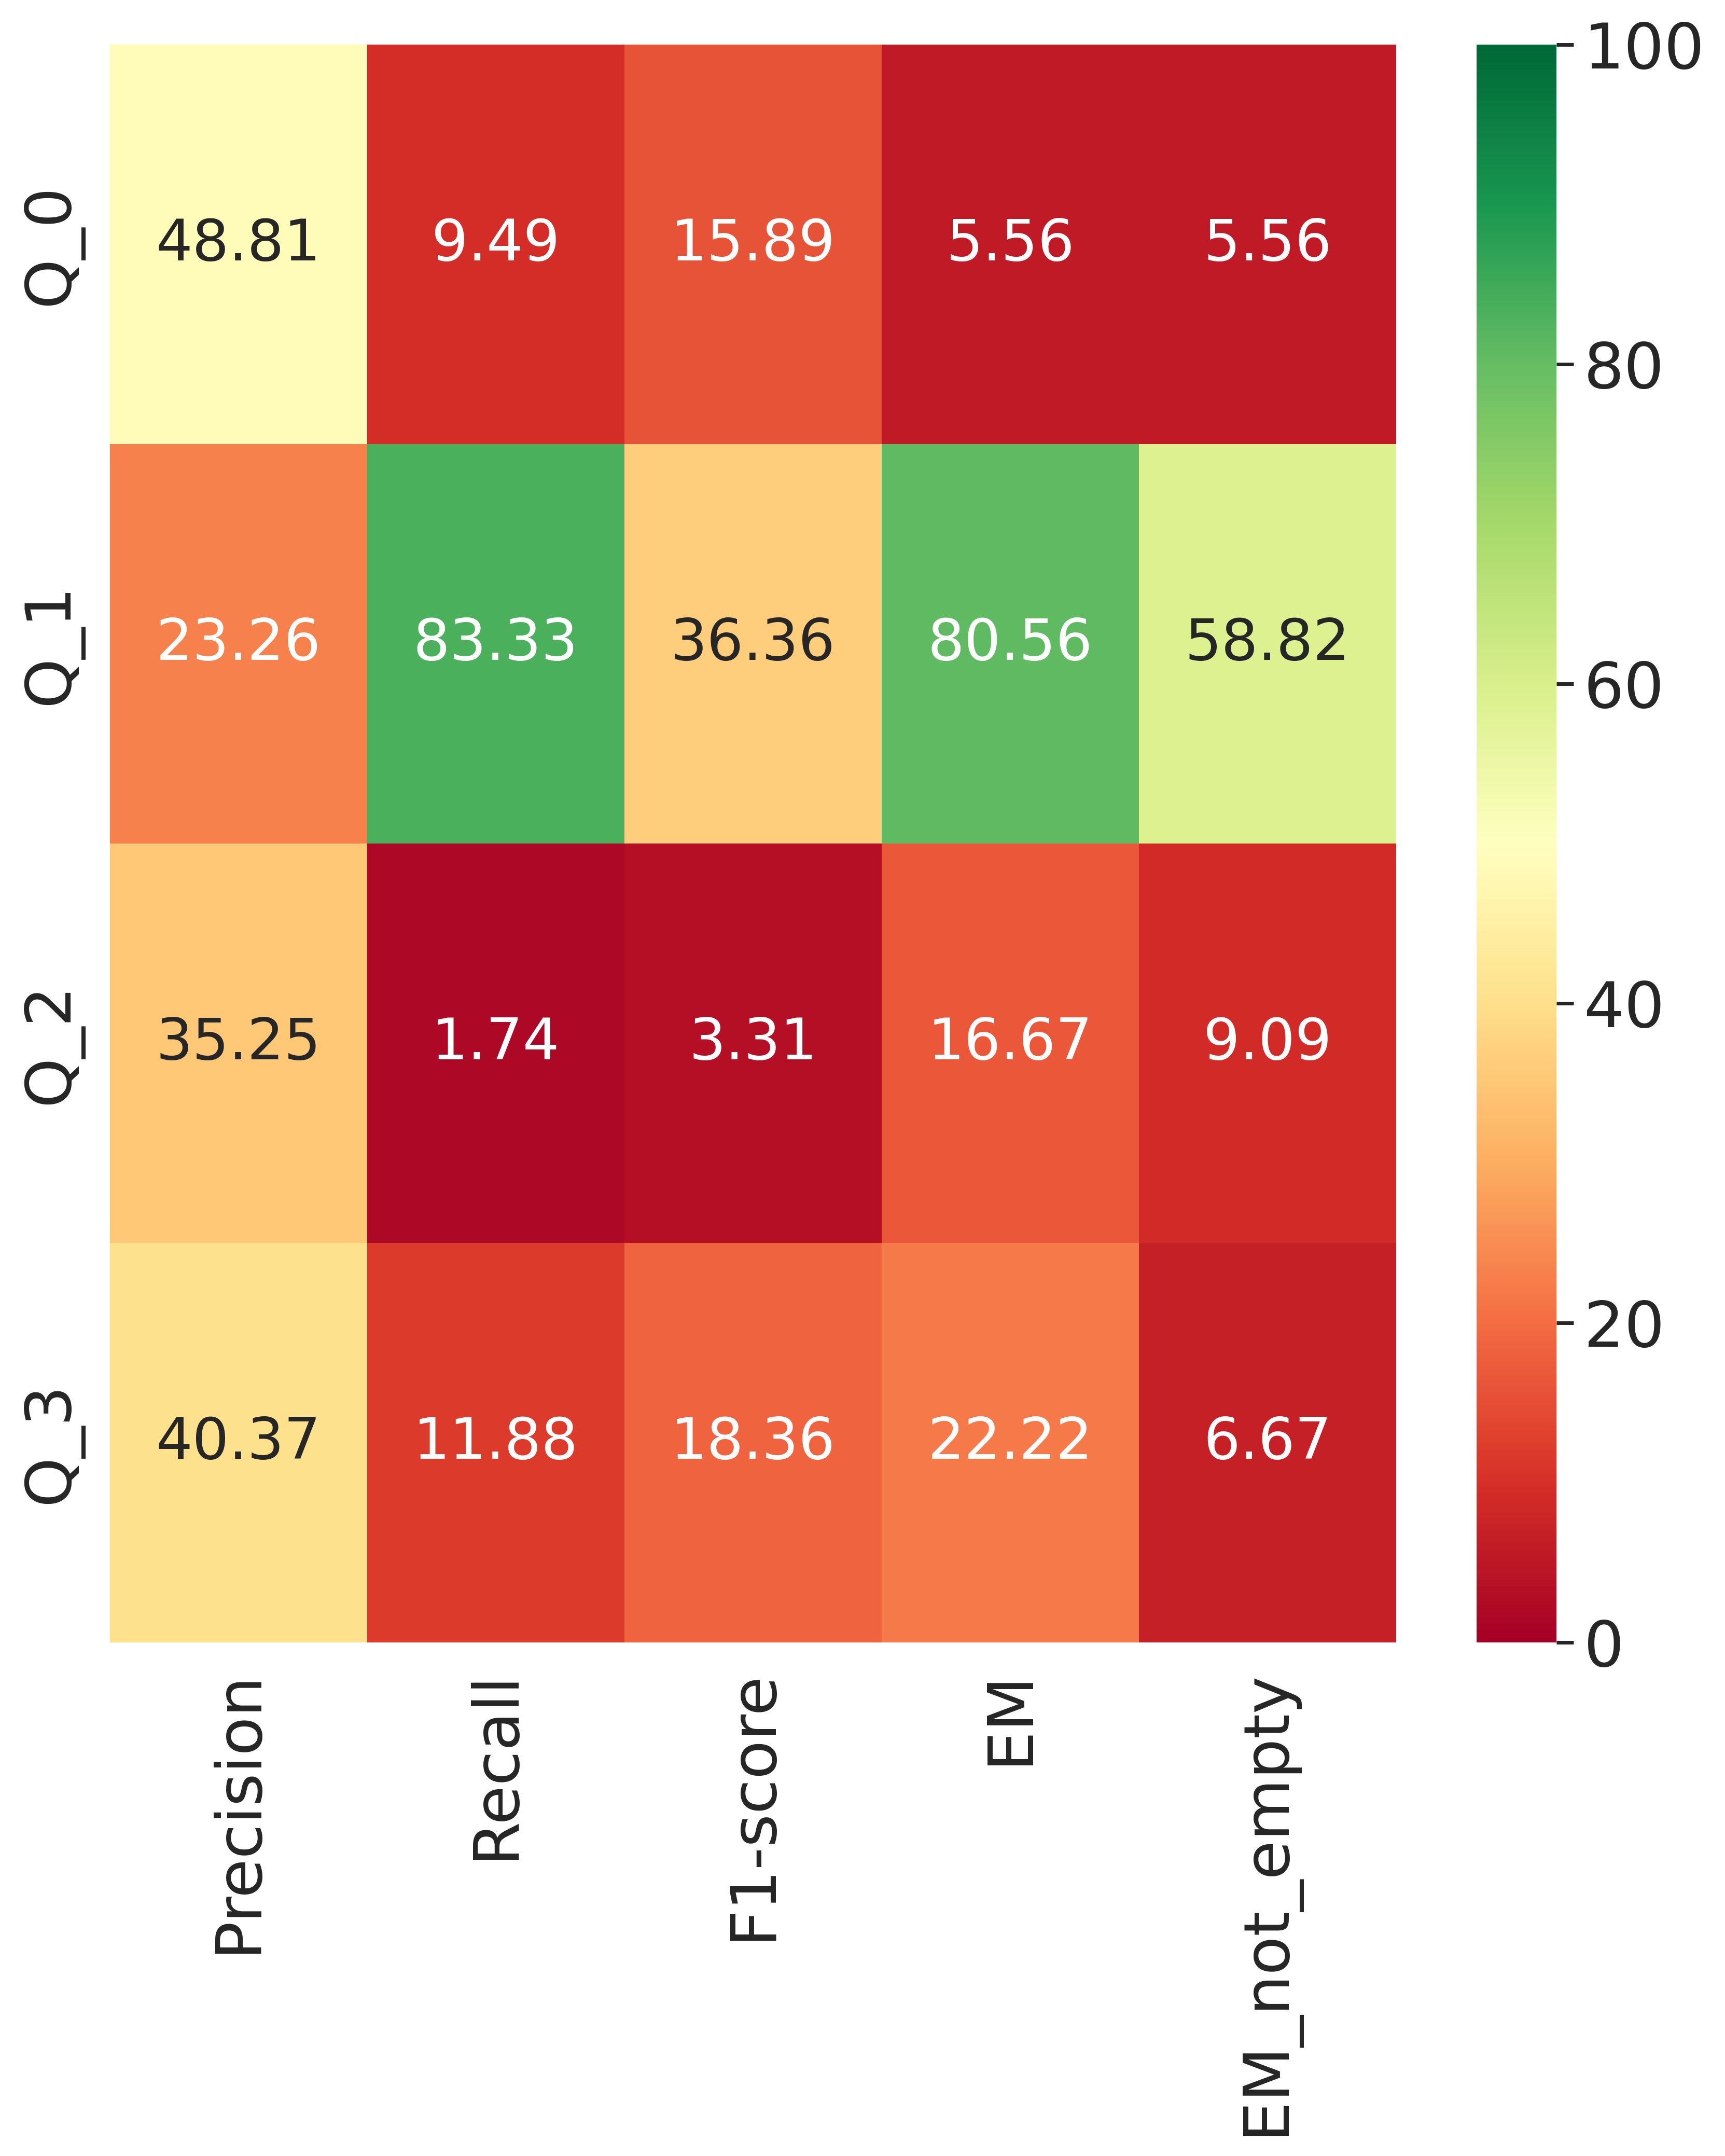 Q_0 48.81 9.49 15.89 5.56 5.56
Q_1 23.26 83.33 36.36 80.56 58.82
Q_2 35.25 1.74 3.31 16.67 9.09
Q_3 40.37 11.88 18.36 22.22 6.67
Precision
Recall
F1-score
EM
EM_not_empty
100
80
60
40
20
0